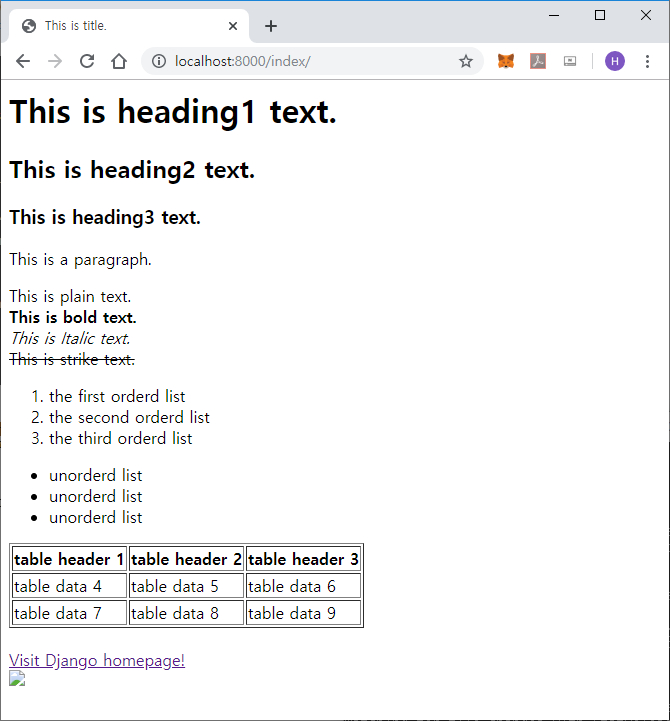 This is title.
localhost:8000/index/
H
This is heading1 text.
This is heading2 text.
This is heading3 text.
This is a paragraph.
This is plain text.
This is bold text.
This is Italic text.
This is strike text.
1. the first orderd list
2. the second orderd list
3. the third orderd list
• unorderd list
• unorderd list
• unorderd list
table header 1 table header 2 table header 3
table data 4 table data 5 table data 6
table data 7 table data 8 table data 9
Visit Django homepage!